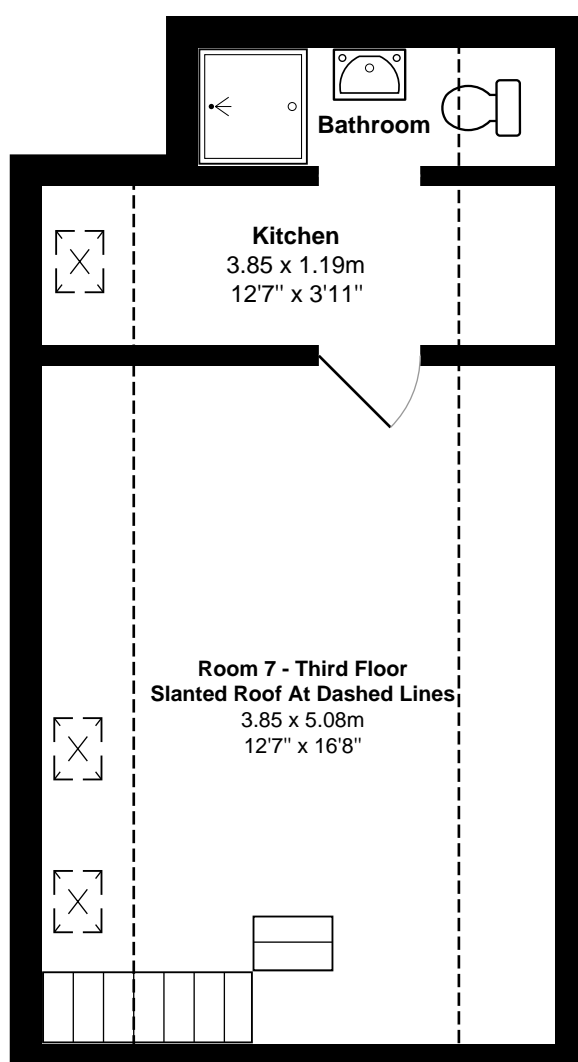 Bathroom
Kitchen
3.85 x 1.19m
12'7" x 3'11"
Room 7 - Third Floor
Slanted Roof At Dashed Lines
3.85 x 5.08m
12'7" x 16'8"